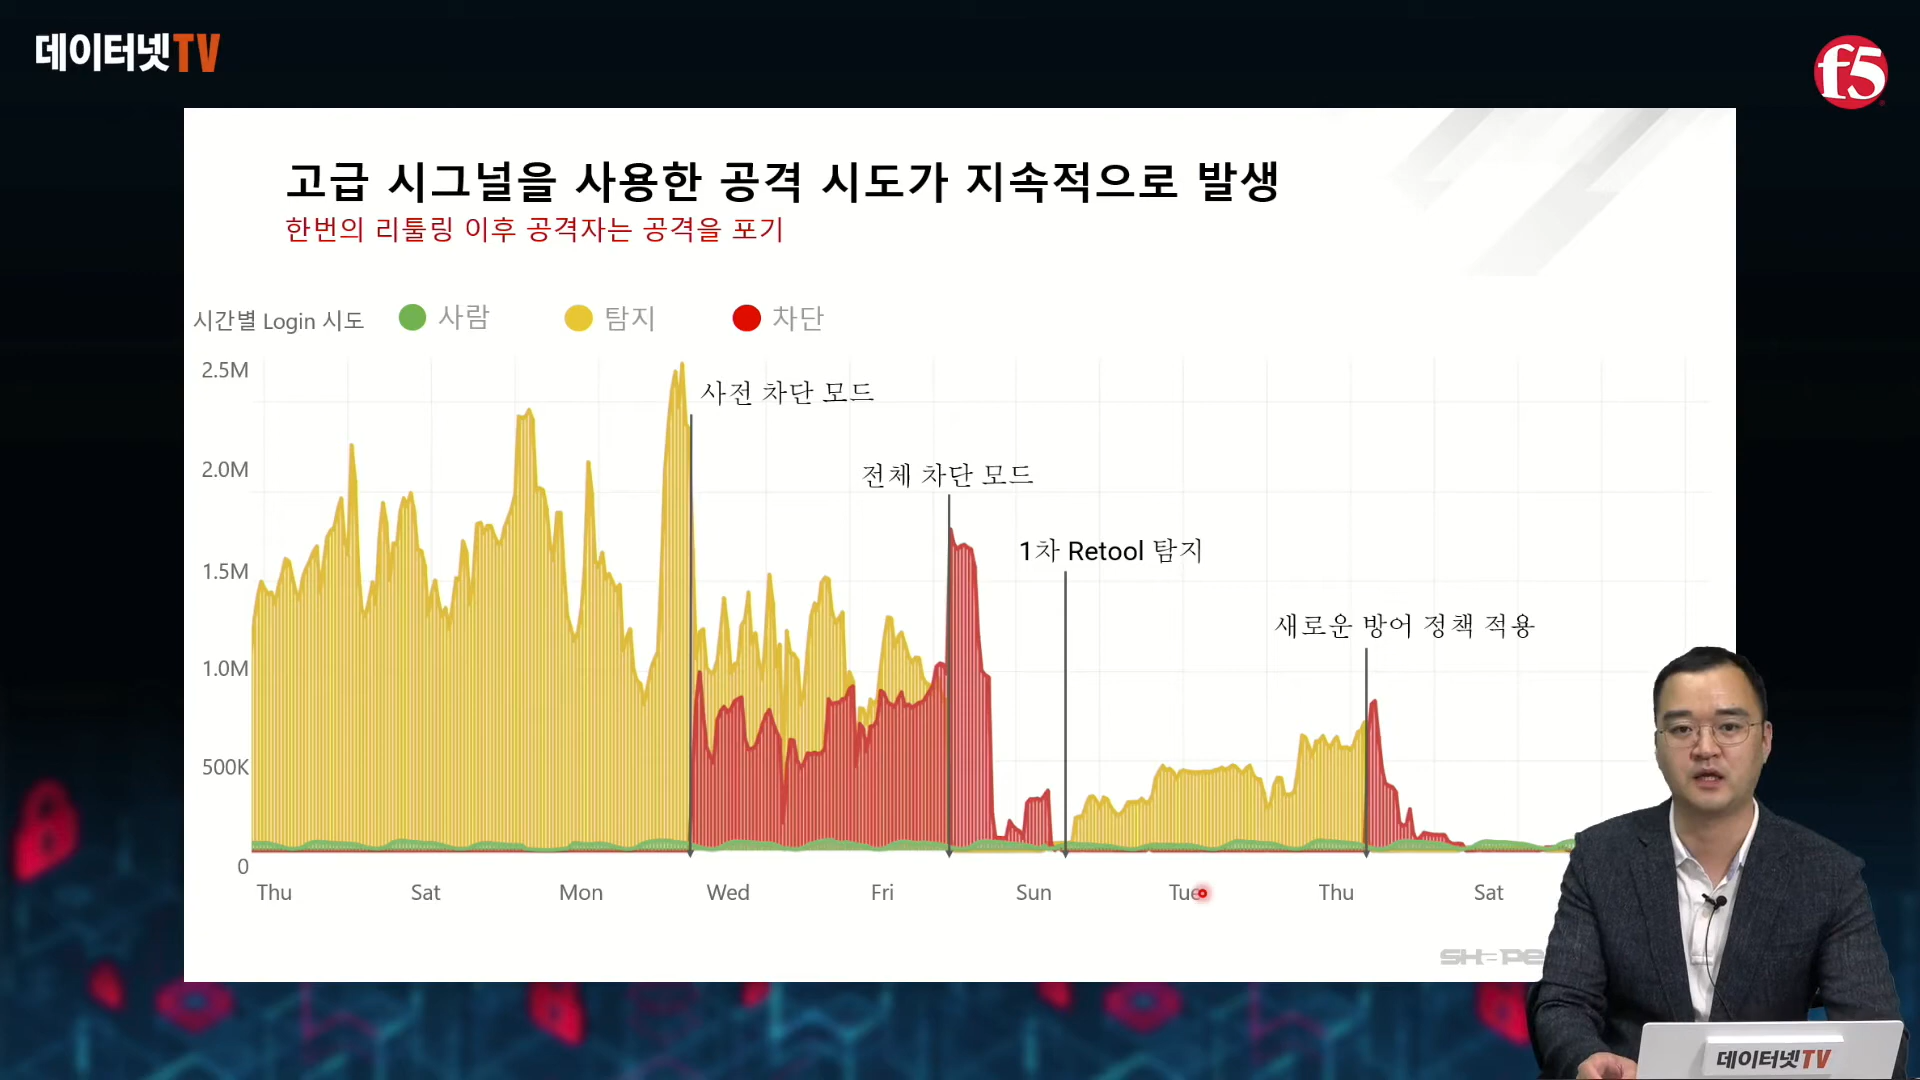 데이터넷TV
f5
고급 시그널을 사용한 공격 시도가 지속적으로 발생
한번의 리툴링 이후 공격자는 공격을 포기
시간별 Login 시도
사람
탐지
차단
2.5M
2.0M
1.5M
1.0M
500K
0
사전 차단 모드
전체 차단 모드
1차 Retool 탐지
새로운 방어 정책 적용
Thu
Sat
Mon
Wed
Fri
Sun
Tue
Thu
Sat
SHAPE
데이터넷TV